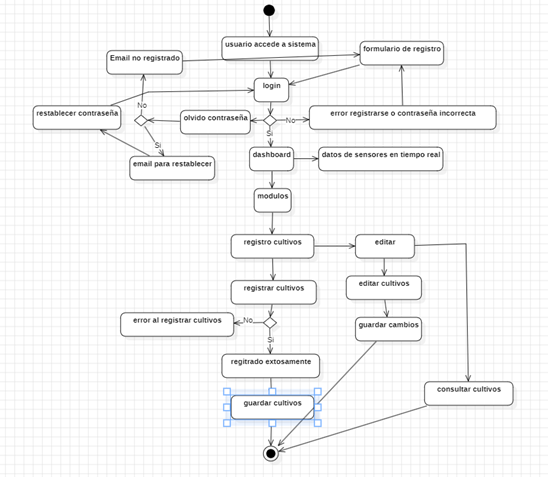 usuario accede a sistema
Email no registrado
formulario de registro
login
restablecer contraseña
No
olvido contraseña
No
error registrarse o contraseña incorrecta
Si
Si
email para restablecer
dashboard
datos de sensores en tiempo real
modulos
registro cultivos
editar
registrar cultivos
editar cultivos
error al registrar cultivos
No
guardar cambios
Si
regitrado extosamente
consultar cultivos
guardar cultivos